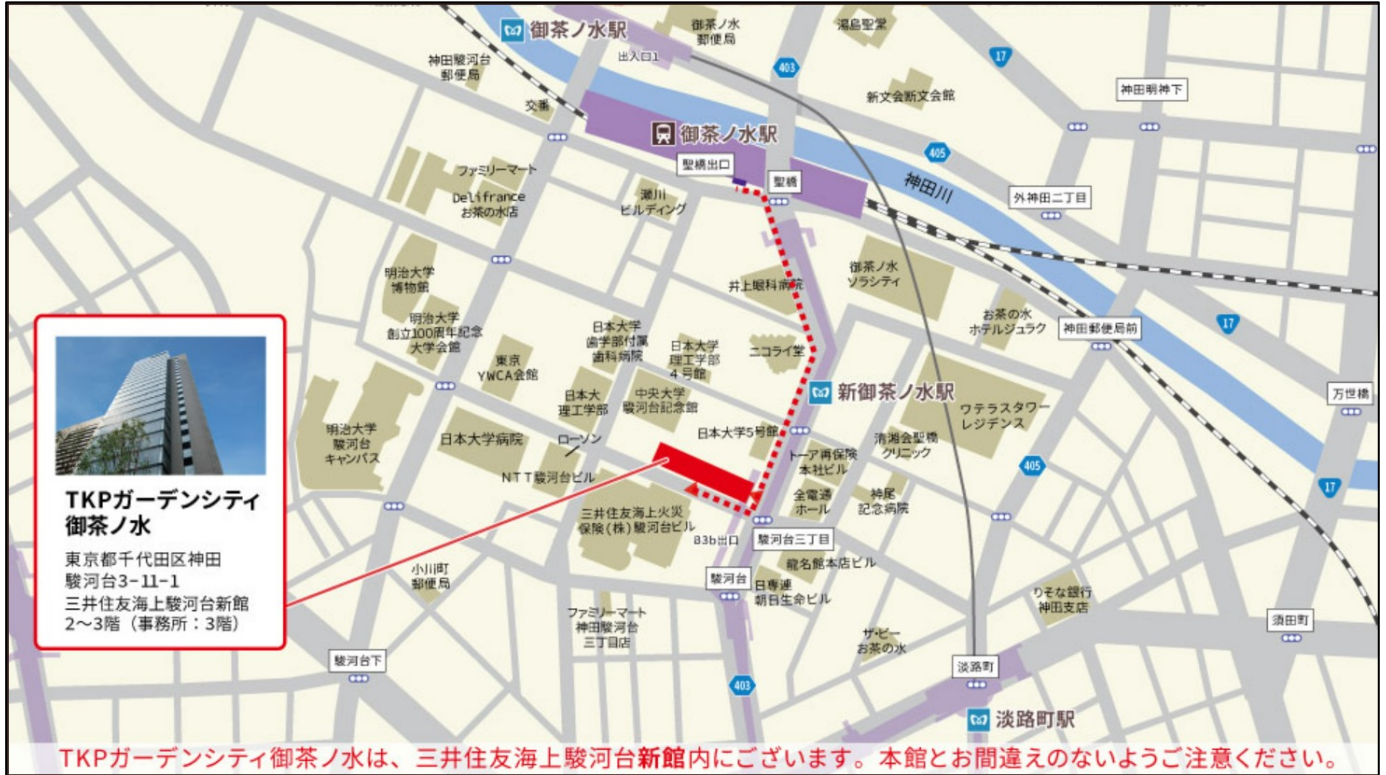 御茶ノ水駅
出入口1
御茶ノ水
郵便局
湯島聖堂
17
403
神田駿河台
郵便局
交番
新文会断文会館
神田明神下
御茶ノ水駅
聖橋出口
聖橋
405
神田川
外神田二丁目
ファミリーマート
Delifrance
お茶の水店
瀬川
ビルディング
明治大学
博物館
井上眼科病院
御茶ノ水
ソラシティ
お茶の水
ホテルジュラク
神田郵便局前
17
明治大学
創立100周年記念
大学会館
日本大学
歯学部付属
歯科病院
日本大学
理工学部
4号館
ニコライ堂
東京
YWCA会館
日本大
理工学部
中央大学
駿河台記念館
新御茶ノ水駅
ワテラスタワー
レジデンス
万世橋
明治大学
駿河台
キャンパス
日本大学病院
ローソン
日本大学5号館
トーア再保険
本社ビル
清湘会聖橋
クリニック
405
17
NTT駿河台ビル
全電通
ホール
神尾
記念病院
三井住友海上火災
保険(株)駿河台ビル
B3b出口
駿河台三丁目
龍名館本店ビル
小川町
郵便局
駿河台
日専連
朝日生命ビル
りそな銀行
神田支店
ファミリーマート
神田駿河台
三丁目店
ザ・ビー
お茶の水
須田町
駿河台下
403
淡路町
淡路町駅
TKPガーデンシティ
御茶ノ水
東京都千代田区神田
駿河台3-11-1
三井住友海上駿河台新館
2〜3階（事務所：3階）
TKPガーデンシティ御茶ノ水は、三井住友海上駿河台新館内にございます。本館とお間違えのないようご注意ください。